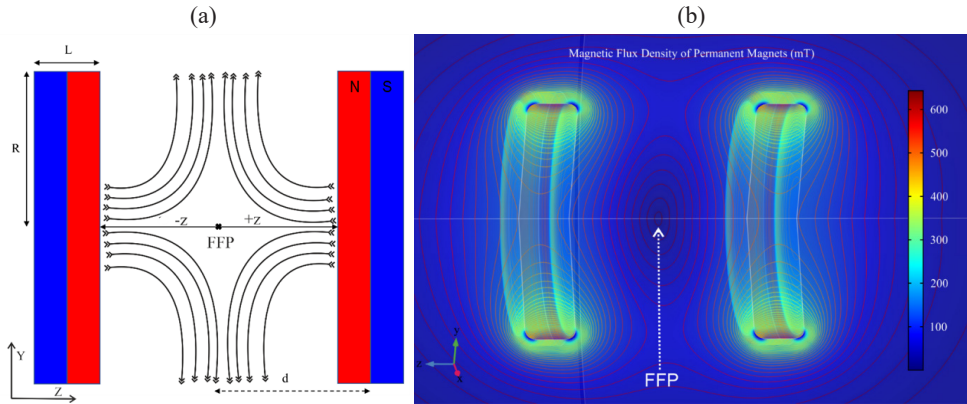 (a)
L
N
S
R
-z
+z
FFP
Y
Z
d
(b)
Magnetic Flux Density of Permanent Magnets (mT)
600
500
400
300
200
100
y
z
x
FFP